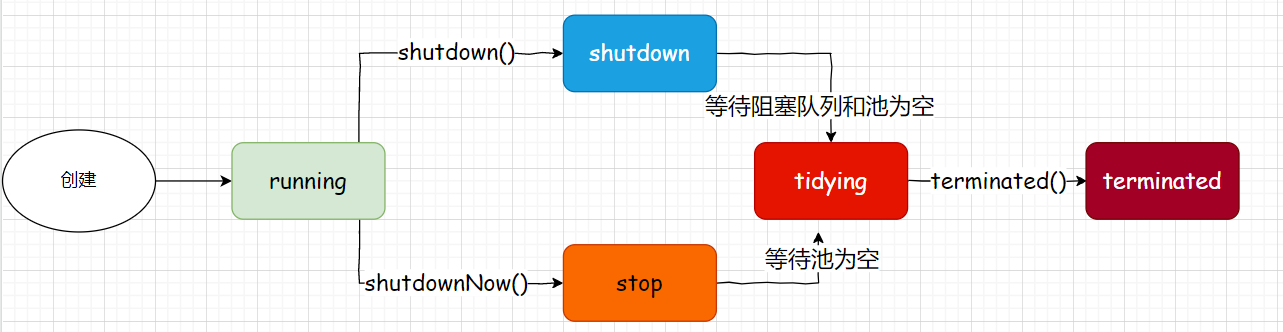 创建
running
shutdown()
shutdown
等待阻塞队列和池为空
shutdownNow()
stop
等待池为空
tidying
terminated()
terminated